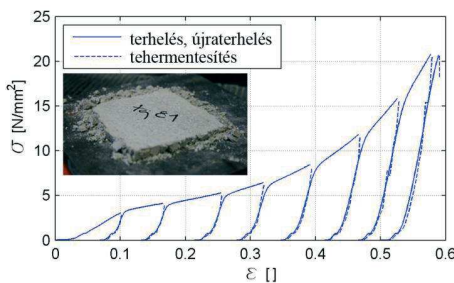 terhelés, újraterhelés
tehermentesítés
25
20
15
10
5
0
σ [N/mm²]
0 0.1 0.2 0.3 0.4 0.5 0.6
ε [ ]